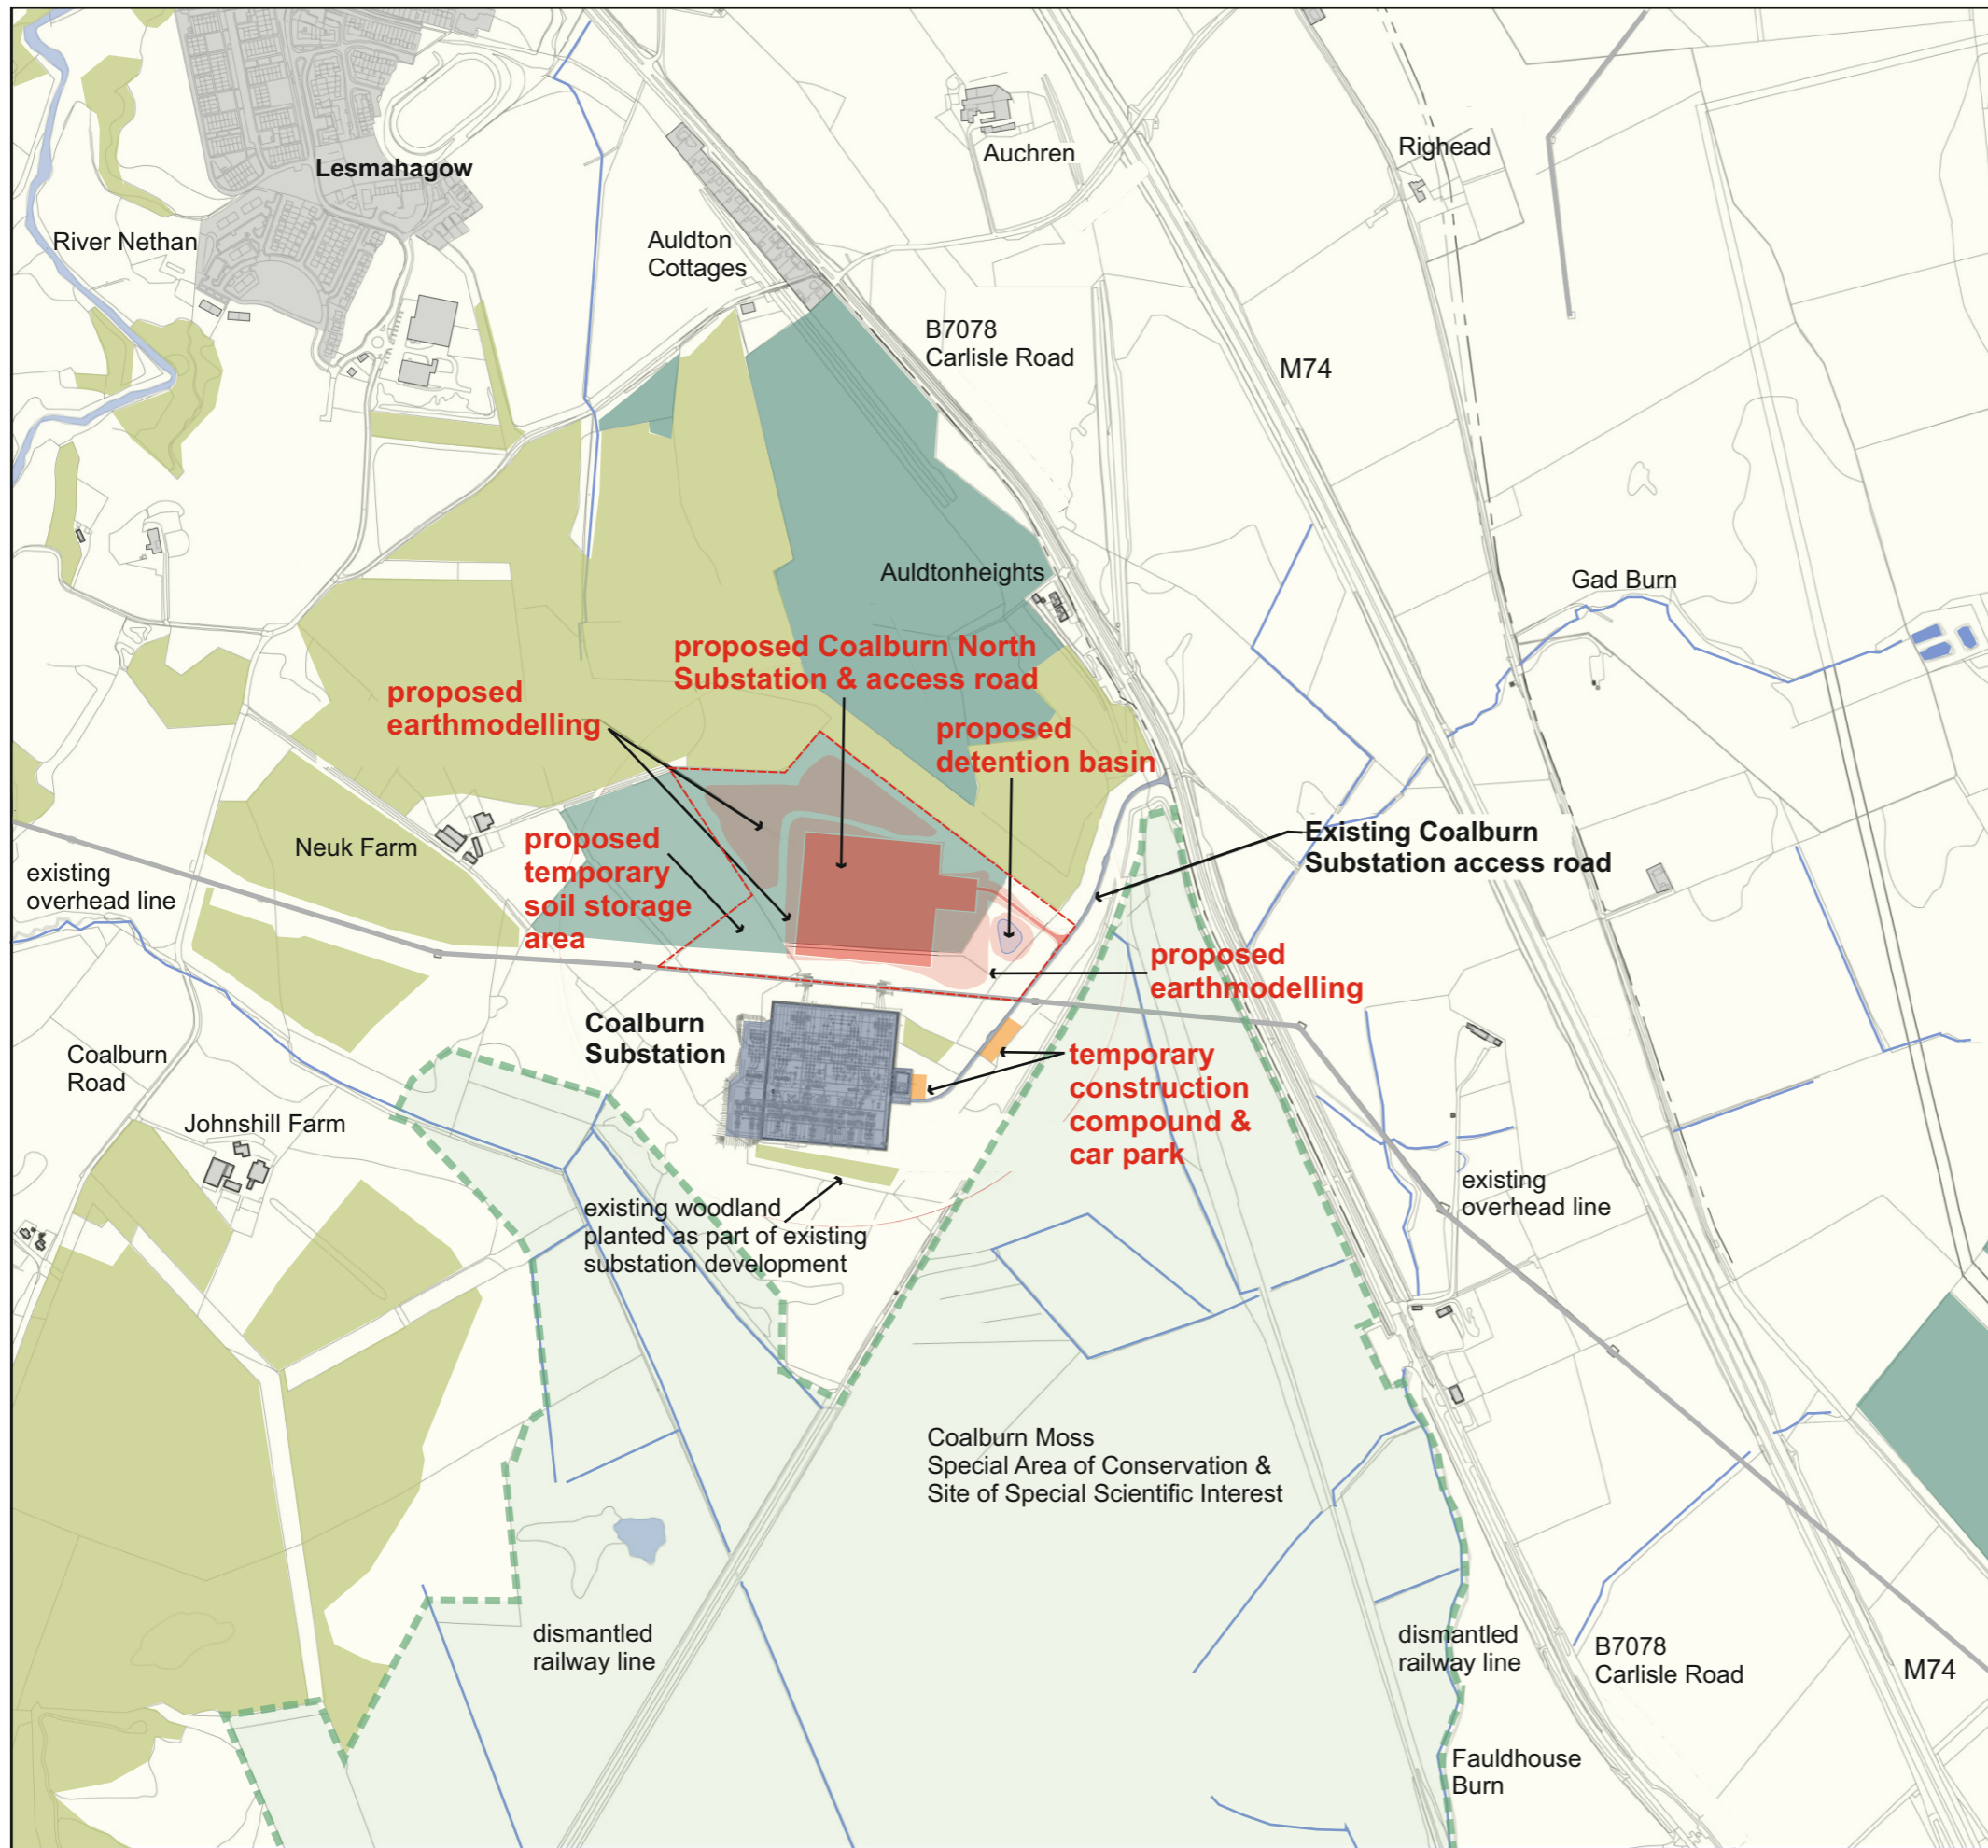 Lesmahagow
Auchren
Righead
River Nethan
Auldton
Cottages
B7078
Carlisle Road
M74
Auldtonheights
Gad Burn
proposed Coalburn North
Substation & access road
proposed
earthmodelling
proposed
detention basin
Existing Coalburn
Substation access road
Neuk Farm
proposed
temporary
soil storage
area
existing
overhead line
proposed
earthmodelling
Coalburn
Substation
Coalburn
Road
temporary
construction
compound &
car park
Johnshill Farm
existing
overhead line
existing woodland
planted as part of existing
substation development
Coalburn Moss
Special Area of Conservation &
Site of Special Scientific Interest
dismantled
railway line
dismantled
railway line
B7078
Carlisle Road
M74
Fauldhouse
Burn